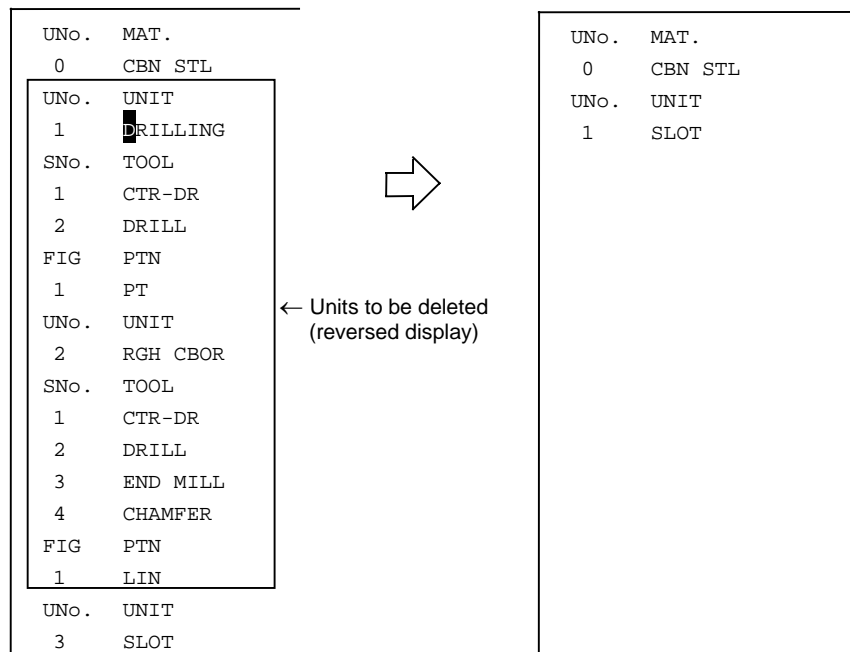 UNo. MAT.
0 CBN STL
UNo. UNIT
1 DRILLING
SNo. TOOL
1 CTR-DR
2 DRILL
FIG PTN
1 PT
UNo. UNIT
2 RGH CBOR
SNo. TOOL
1 CTR-DR
2 DRILL
3 END MILL
4 CHAMFER
FIG PTN
1 LIN
UNo. UNIT
3 SLOT
← Units to be deleted
(reversed display)
UNo. MAT.
0 CBN STL
UNo. UNIT
1 SLOT